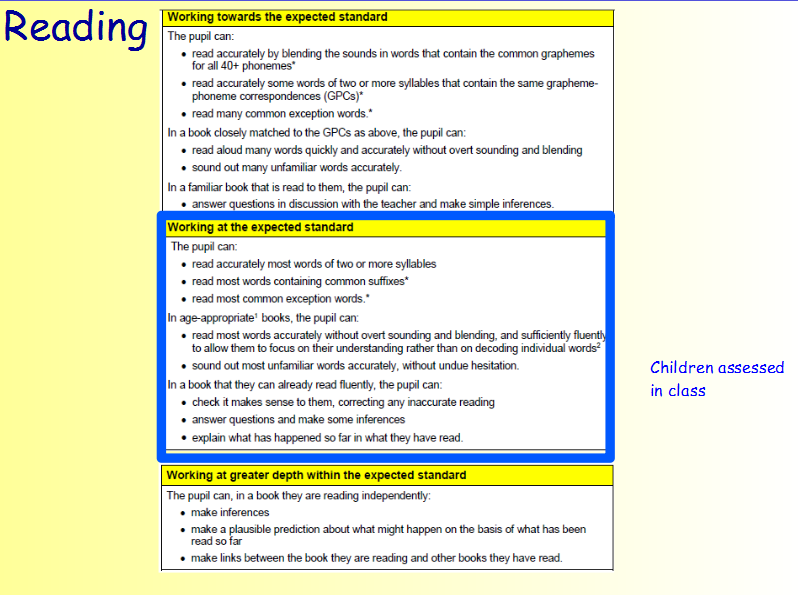 Reading
Working towards the expected standard
The pupil can:
• read accurately by blending the sounds in words that contain the common graphemes
for all 40+ phonemes*
• read accurately some words of two or more syllables that contain the same grapheme-
phoneme correspondences (GPCs)*
• read many common exception words.*
In a book closely matched to the GPCs as above, the pupil can:
• read aloud many words quickly and accurately without overt sounding and blending
• sound out many unfamiliar words accurately.
In a familiar book that is read to them, the pupil can:
• answer questions in discussion with the teacher and make simple inferences.
Working at the expected standard
The pupil can:
• read accurately most words of two or more syllables
• read most words containing common suffixes*
• read most common exception words.*
In age-appropriate¹ books, the pupil can:
• read most words accurately without overt sounding and blending, and sufficiently fluently
to allow them to focus on their understanding rather than on decoding individual words²
• sound out most unfamiliar words accurately, without undue hesitation.
In a book that they can already read fluently, the pupil can:
• check it makes sense to them, correcting any inaccurate reading
• answer questions and make some inferences
• explain what has happened so far in what they have read.
Children assessed
in class
Working at greater depth within the expected standard
The pupil can, in a book they are reading independently:
• make inferences
• make a plausible prediction about what might happen on the basis of what has been
read so far
• make links between the book they are reading and other books they have read.